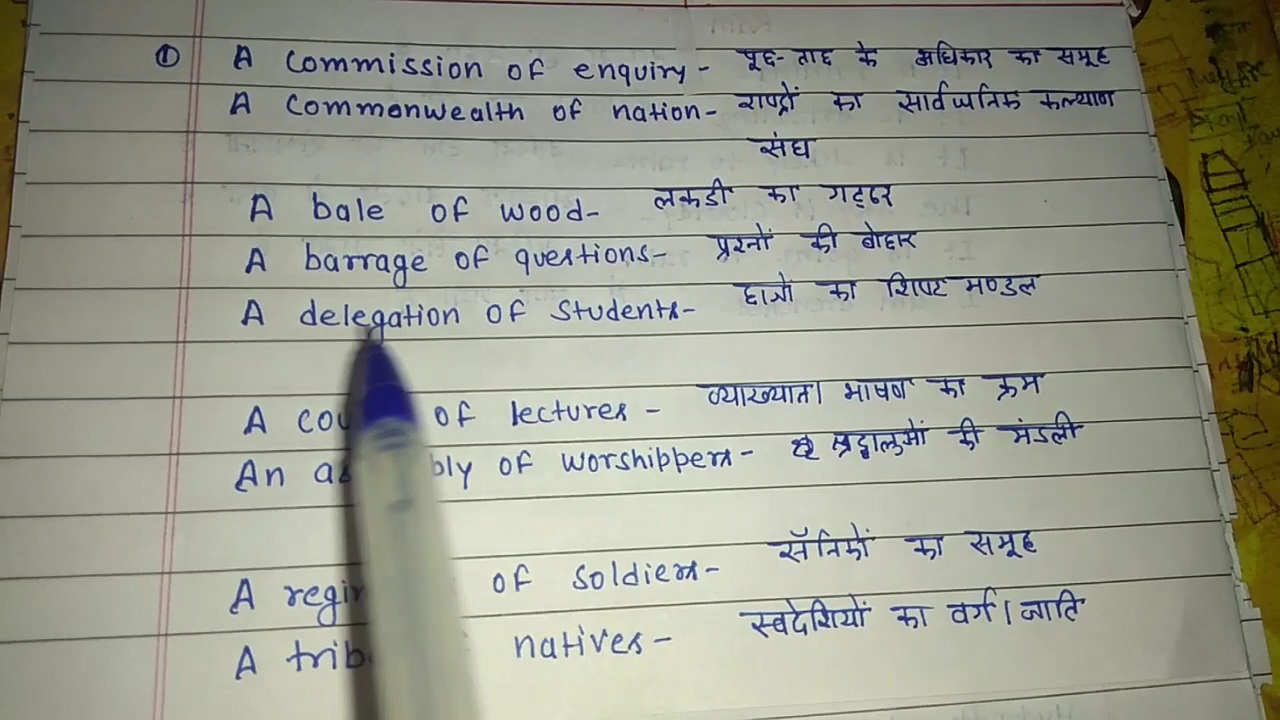 ① A commission of enquiry - पूछ-ताछ के अधिकार का समूह
A commonwealth of nation - राष्ट्रों का सार्वजनिक कल्याण
संघ
A bale of wood - लकडी का गट्ठर
A barrage of questions - प्रश्नों की बोछार
A delegation of students - छात्रो का शिष्ट मण्डल
A of lectures - व्याख्यात। भाषण का क्रम
An of worshippers - श्रद्धालुओं की मंडली
A of soldiers - सैनिकों का समूह
A natives - स्वदेशियों का वर्ग। जाति